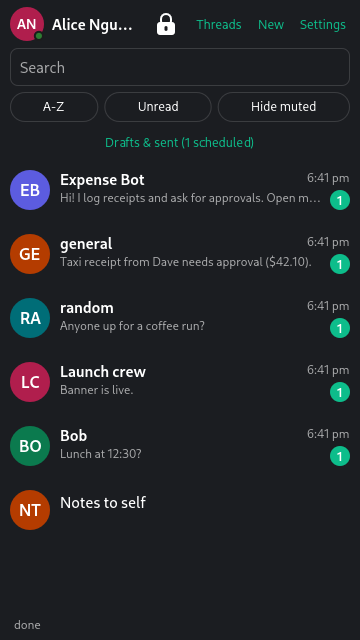 AN Alice Ngu... Threads New Settings
Search
A-Z Unread Hide muted
Drafts & sent (1 scheduled)
EB Expense Bot 6:41 pm
Hi! I log receipts and ask for approvals. Open m... 1
GE general 6:41 pm
Taxi receipt from Dave needs approval ($42.10). 1
RA random 6:41 pm
Anyone up for a coffee run? 1
LC Launch crew 6:41 pm
Banner is live. 1
BO Bob 6:41 pm
Lunch at 12:30? 1
NT Notes to self
done